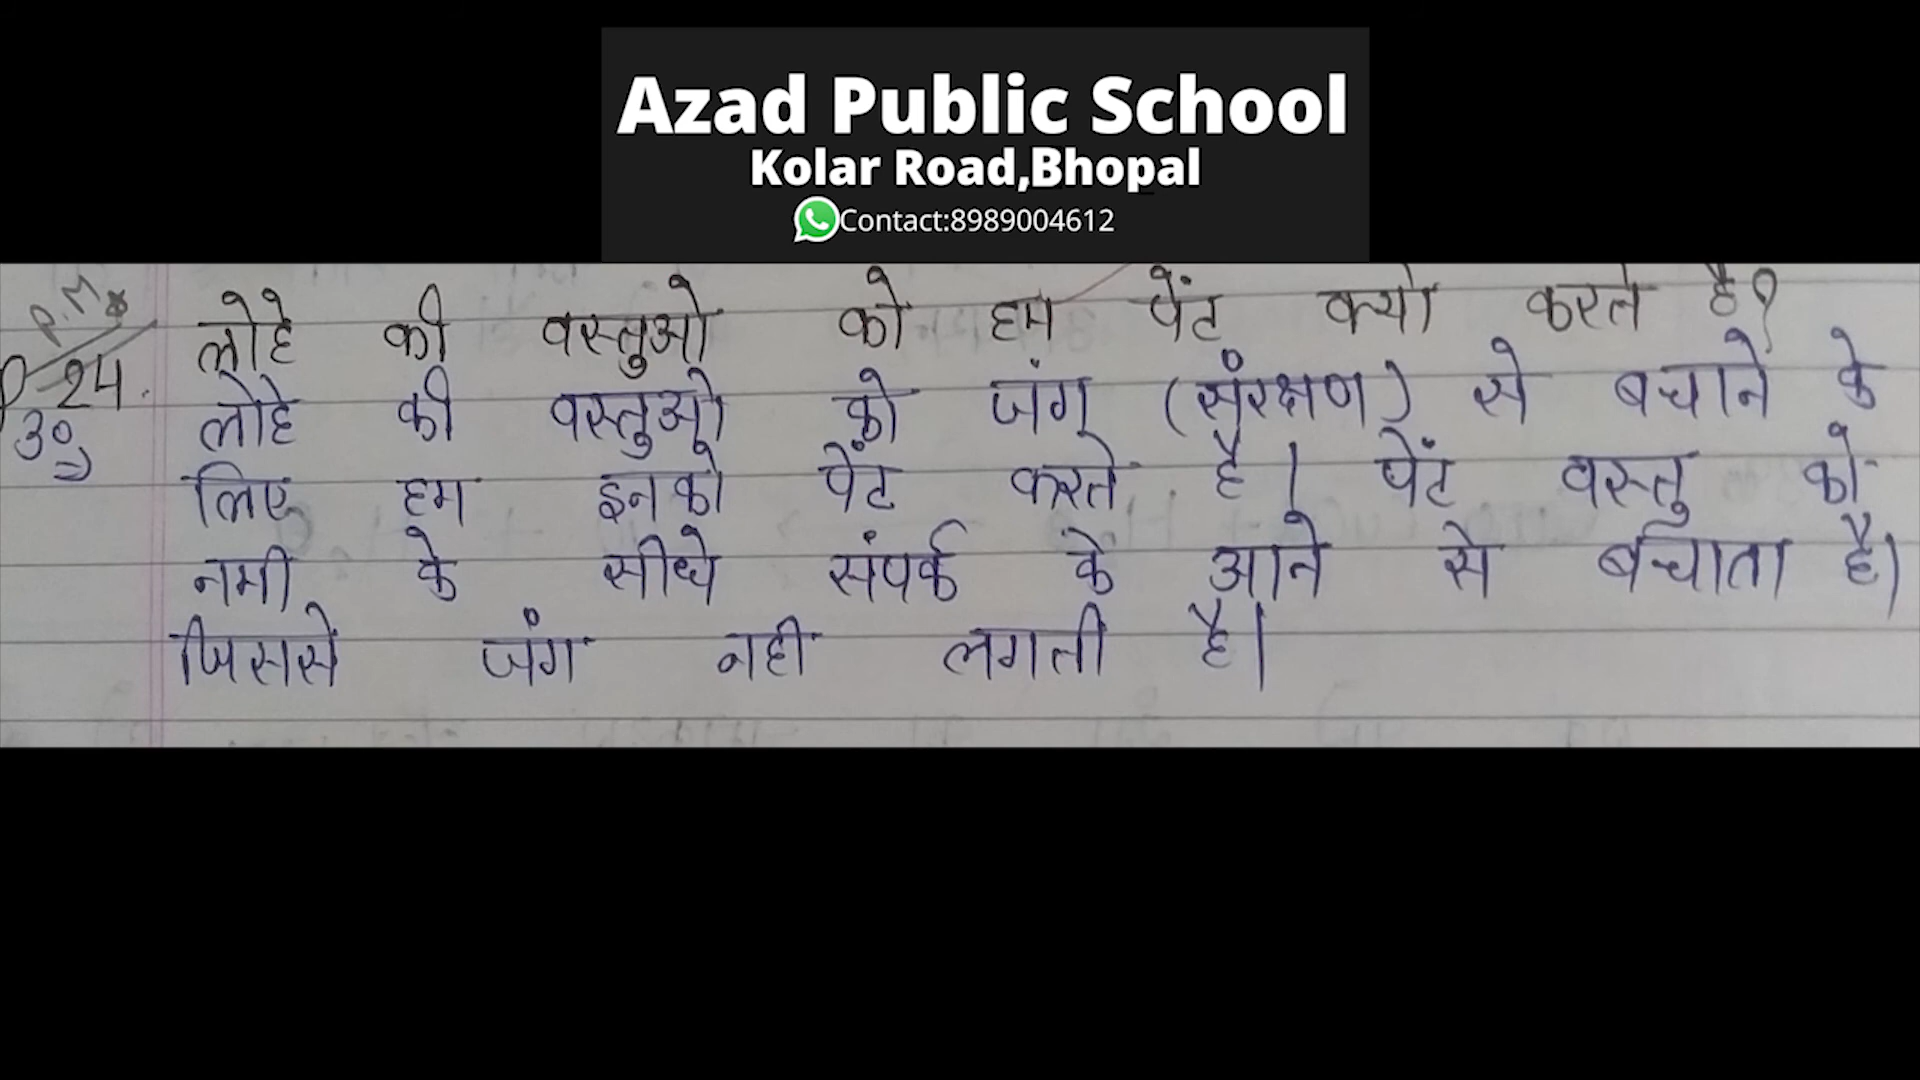 Azad Public School
Kolar Road,Bhopal
Contact:8989004612
P.M
लोहे की वस्तुओ को हम पेंट क्यो करते है?
24.
लोहे की वस्तुओ को जंग (संरक्षण) से बचाने के
उ०
लिए हम इनको पेंट करते है। पेंट वस्तु को
नमी के सीधे संपर्क के आने से बचाता है।
जिससे जंग नही लगती है।